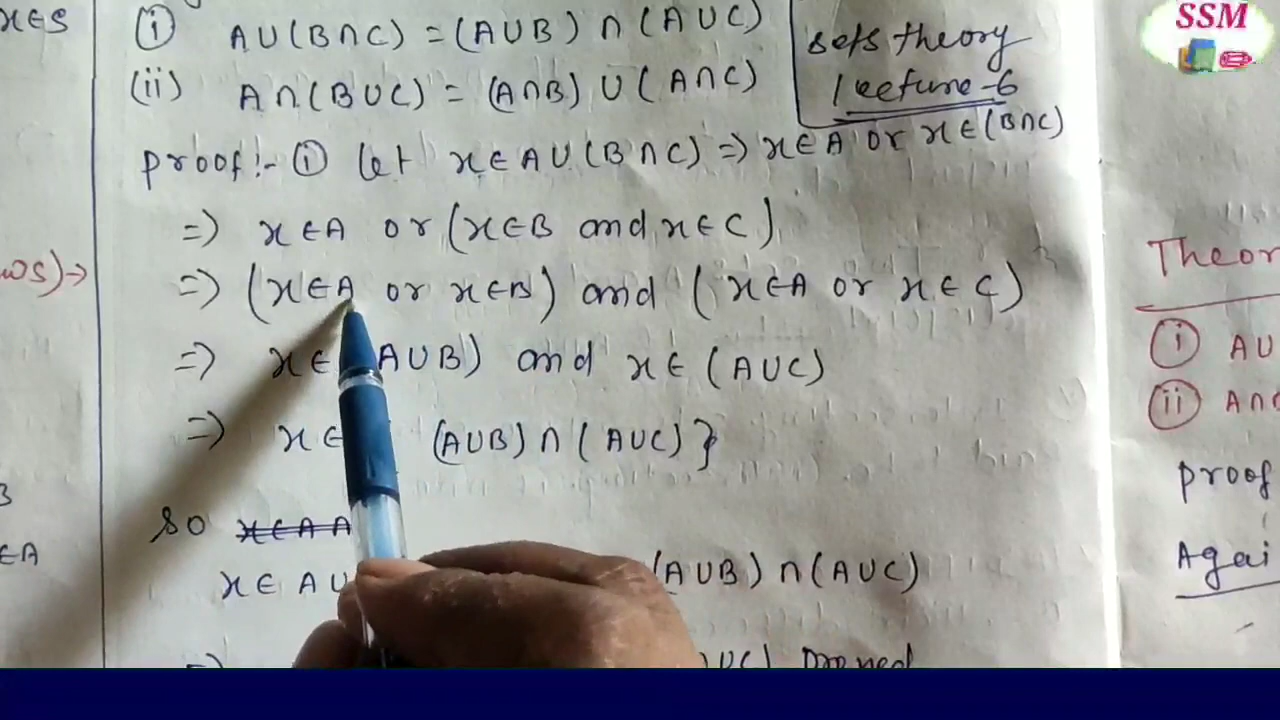 x∈S
(i) A∪(B∩C) = (A∪B) ∩ (A∪C)
(ii) A∩(B∪C) = (A∩B) ∪ (A∩C)
sets theory
lecture-6
SSM
proof:- (i) let x∈A∪(B∩C) => x∈A or x∈(B∩C)
=> x∈A or (x∈B and x∈C)
=> (x∈A or x∈B) and (x∈A or x∈C)
=> x∈ A∪B) and x∈(A∪C)
=> x∈ (A∪B)∩(A∪C)}
so
x∈A∪ (A∪B)∩(A∪C)
=> ∪C) proved
ws)->
B
∈A
Theor
(i) A∪
(ii) A∩
proof
Agai